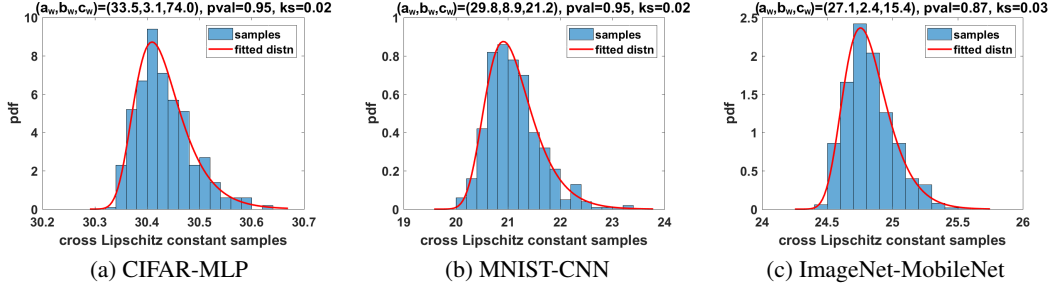 (a_w,b_w,c_w)=(33.5,3.1,74.0), pval=0.95, ks=0.02
10
8
6
4
2
0
pdf
samples
fitted distn
30.2
30.3
30.4
30.5
30.6
30.7
cross Lipschitz constant samples
(a) CIFAR-MLP
(a_w,b_w,c_w)=(29.8,8.9,21.2), pval=0.95, ks=0.02
1
0.8
0.6
0.4
0.2
0
pdf
samples
fitted distn
19
20
21
22
23
24
cross Lipschitz constant samples
(b) MNIST-CNN
(a_w,b_w,c_w)=(27.1,2.4,15.4), pval=0.87, ks=0.03
2.5
2
1.5
1
0.5
0
pdf
samples
fitted distn
24
24.5
25
25.5
26
cross Lipschitz constant samples
(c) ImageNet-MobileNet